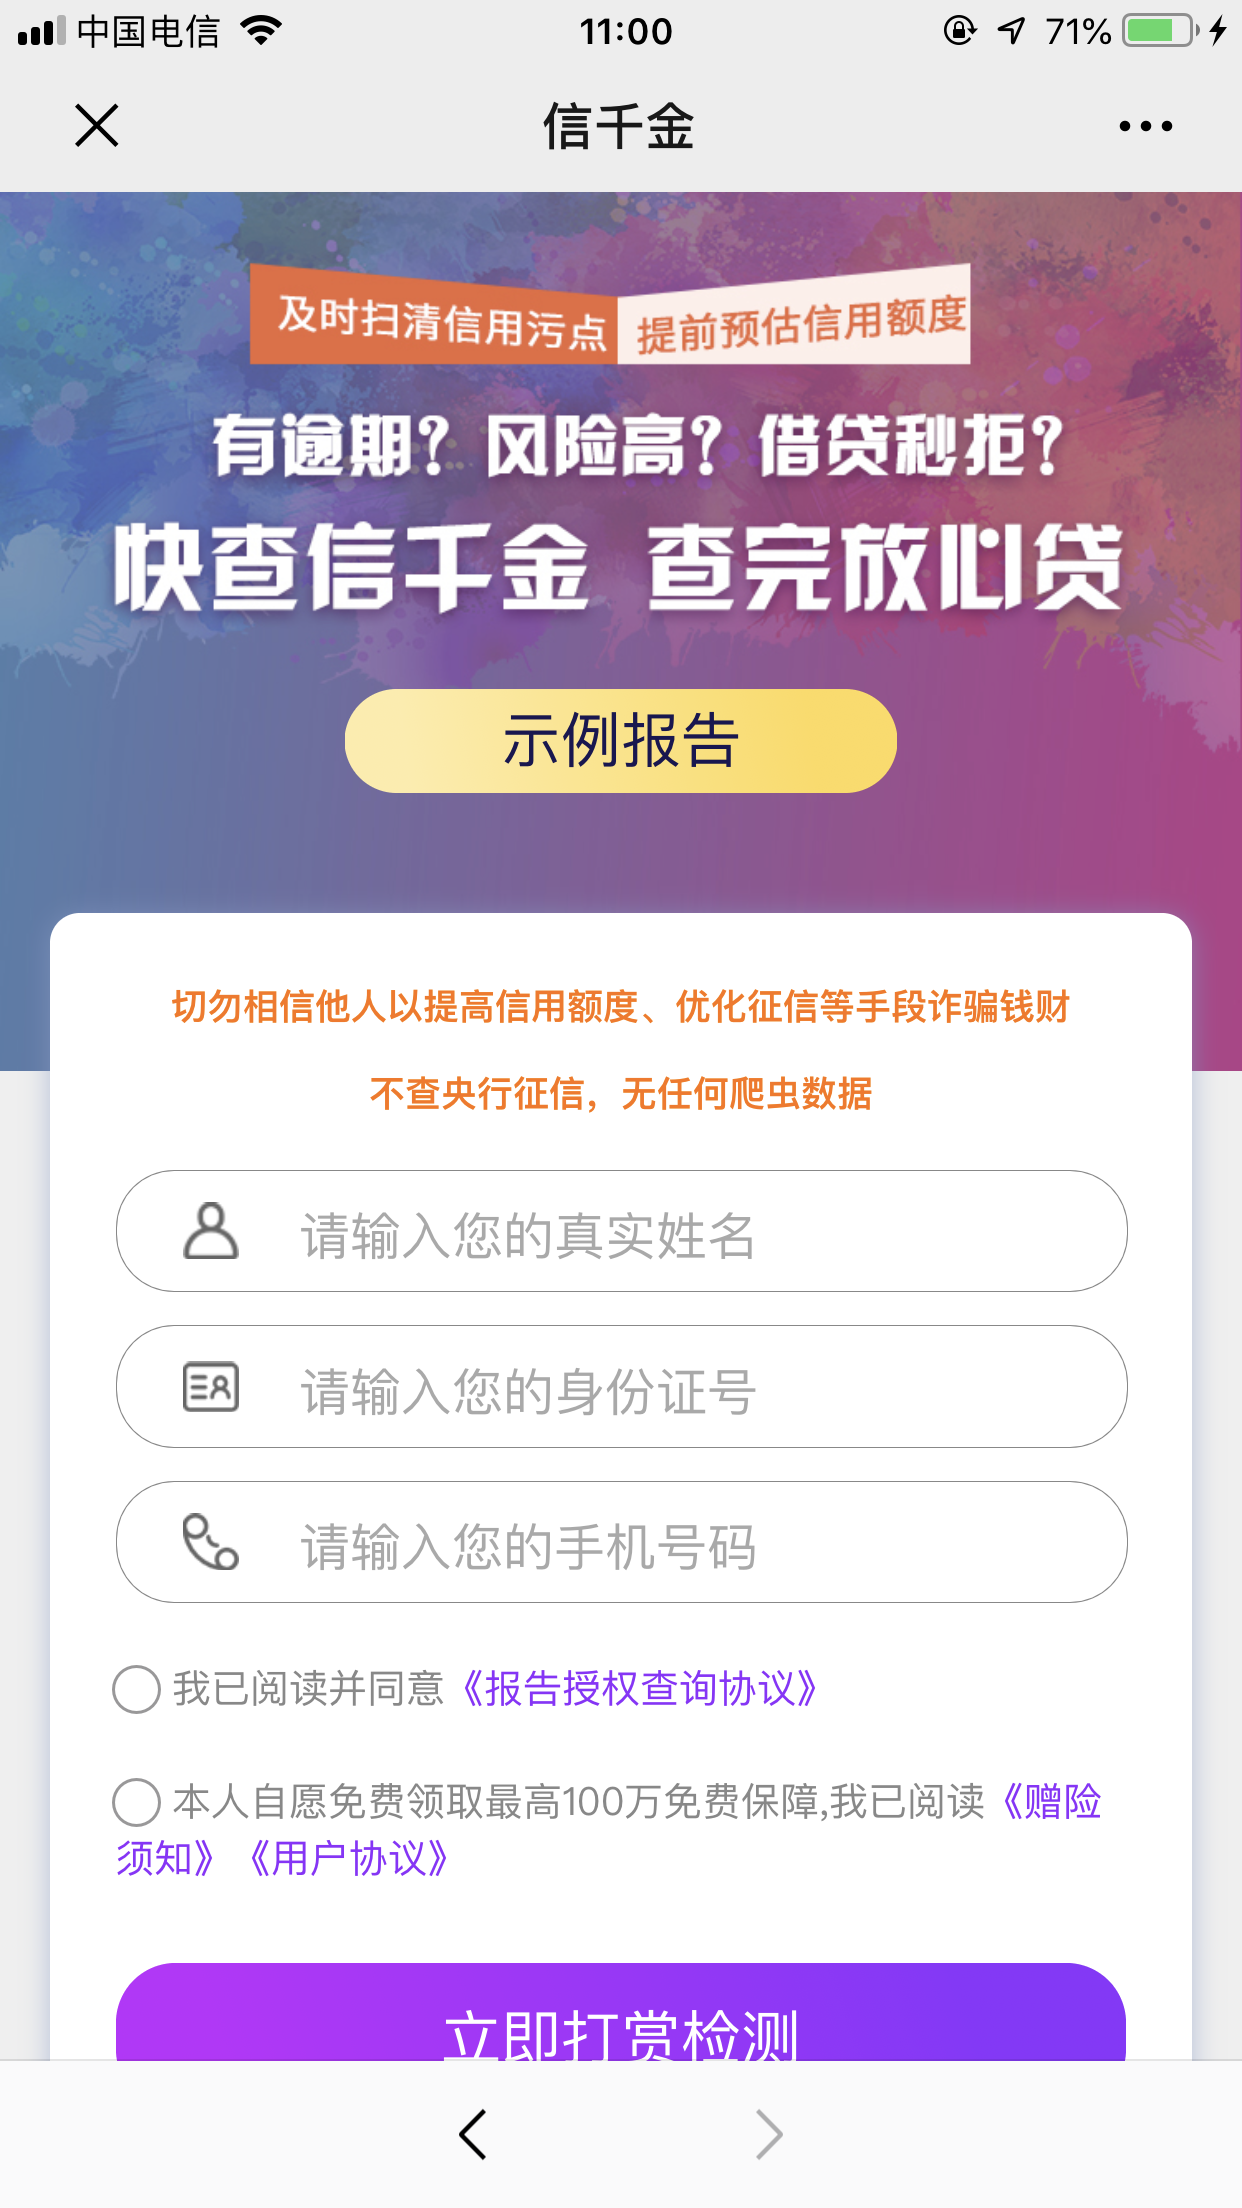 中国电信
11:00
71%
信千金
及时扫清信用污点
提前预估信用额度
有逾期？风险高？借贷秒拒？
快查信千金 查完放心贷
示例报告
切勿相信他人以提高信用额度、优化征信等手段诈骗钱财
不查央行征信，无任何爬虫数据
请输入您的真实姓名
请输入您的身份证号
请输入您的手机号码
我已阅读并同意《报告授权查询协议》
本人自愿免费领取最高100万免费保障,我已阅读《赠险
须知》《用户协议》
立即打赏检测